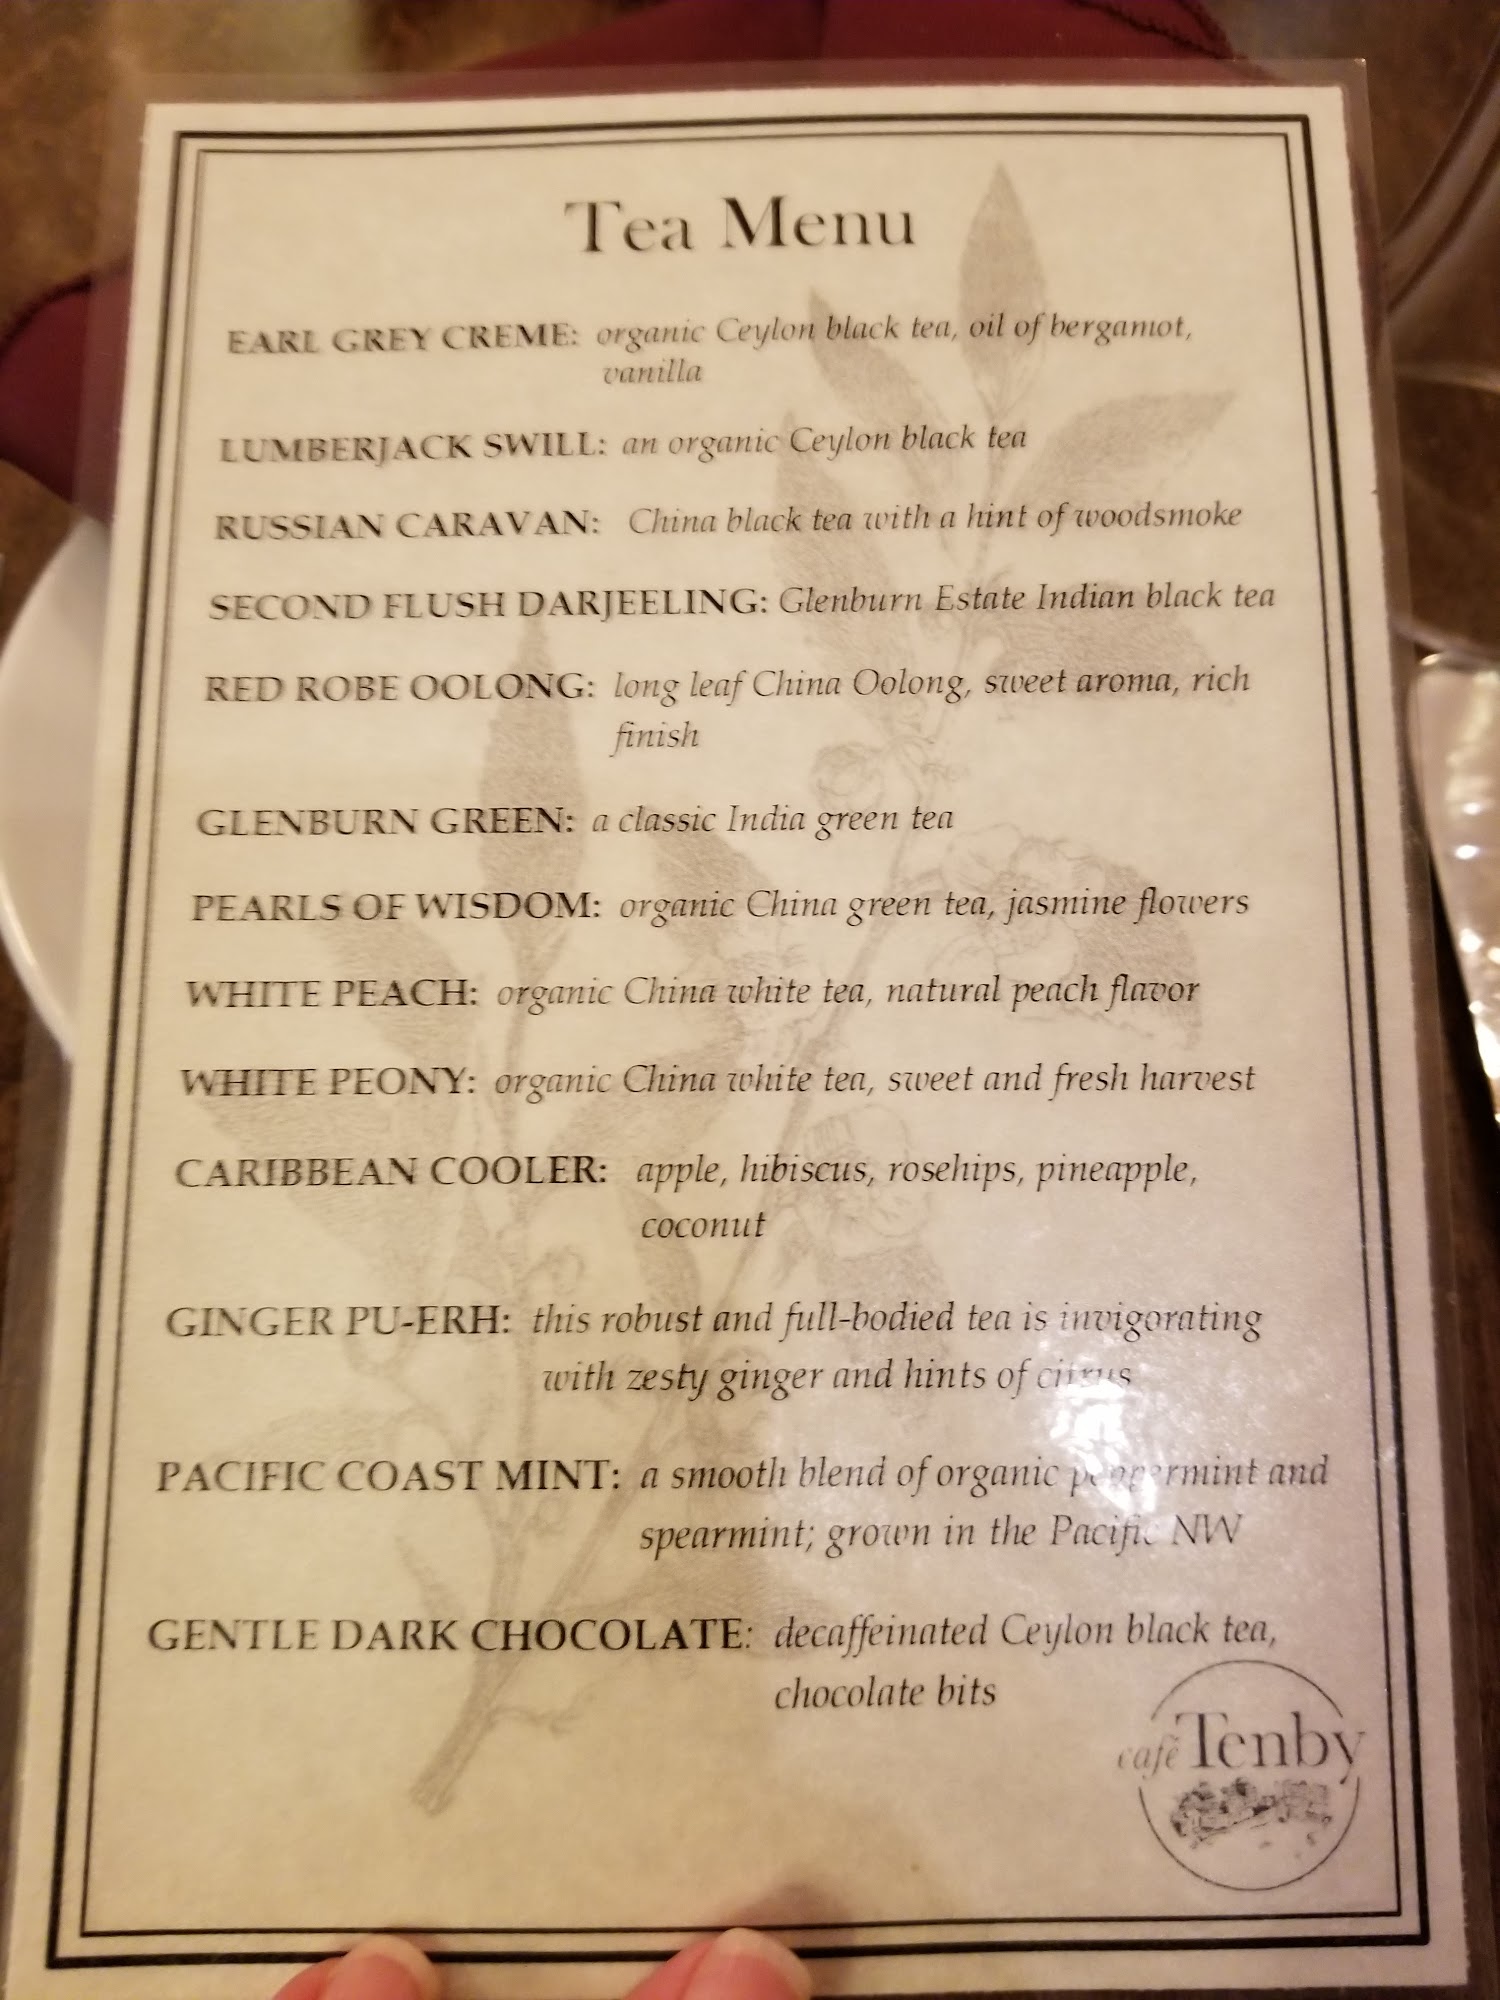 Tea Menu
EARL GREY CREME: organic Ceylon black tea, oil of bergamot,
vanilla
LUMBERJACK SWILL: an organic Ceylon black tea
RUSSIAN CARAVAN: China black tea with a hint of woodsmoke
SECOND FLUSH DARJEELING: Glenburn Estate Indian black tea
RED ROBE OOLONG: long leaf China Oolong, sweet aroma, rich
finish
GLENBURN GREEN: a classic India green tea
PEARLS OF WISDOM: organic China green tea, jasmine flowers
WHITE PEACH: organic China white tea, natural peach flavor
WHITE PEONY: organic China white tea, sweet and fresh harvest
CARIBBEAN COOLER: apple, hibiscus, rosehips, pineapple,
coconut
GINGER PU-ERH: this robust and full-bodied tea is invigorating
with zesty ginger and hints of citrus
PACIFIC COAST MINT: a smooth blend of organic peppermint and
spearmint; grown in the Pacific NW
GENTLE DARK CHOCOLATE: decaffeinated Ceylon black tea,
chocolate bits
café Tenby